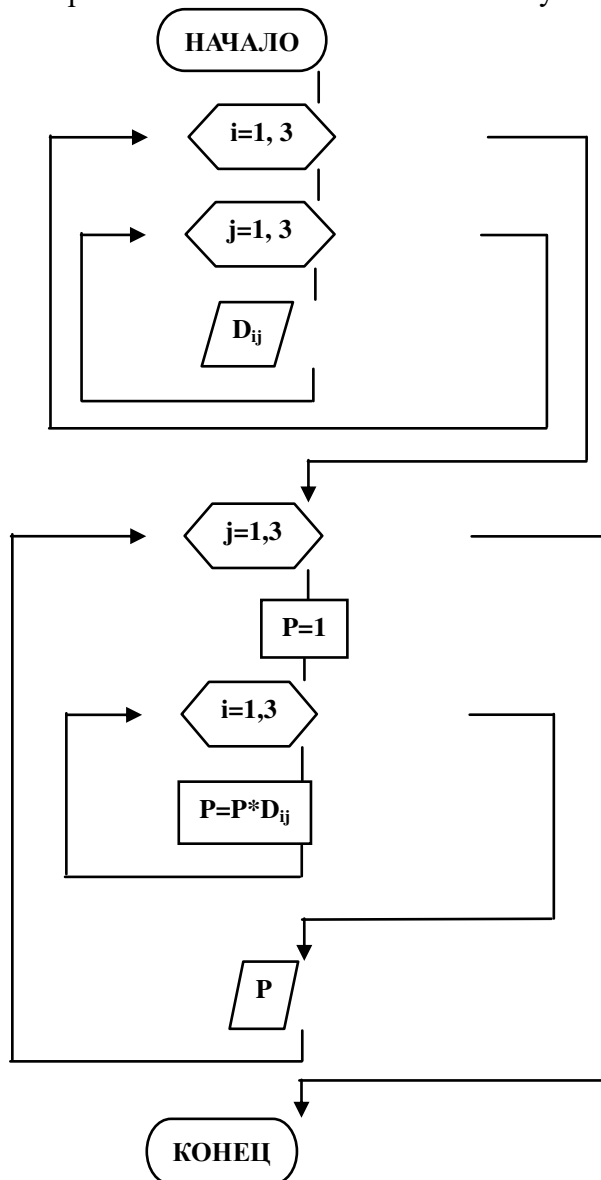 НАЧАЛО
i=1, 3
j=1, 3
Dij
j=1,3
P=1
i=1,3
P=P*Dij
P
КОНЕЦ